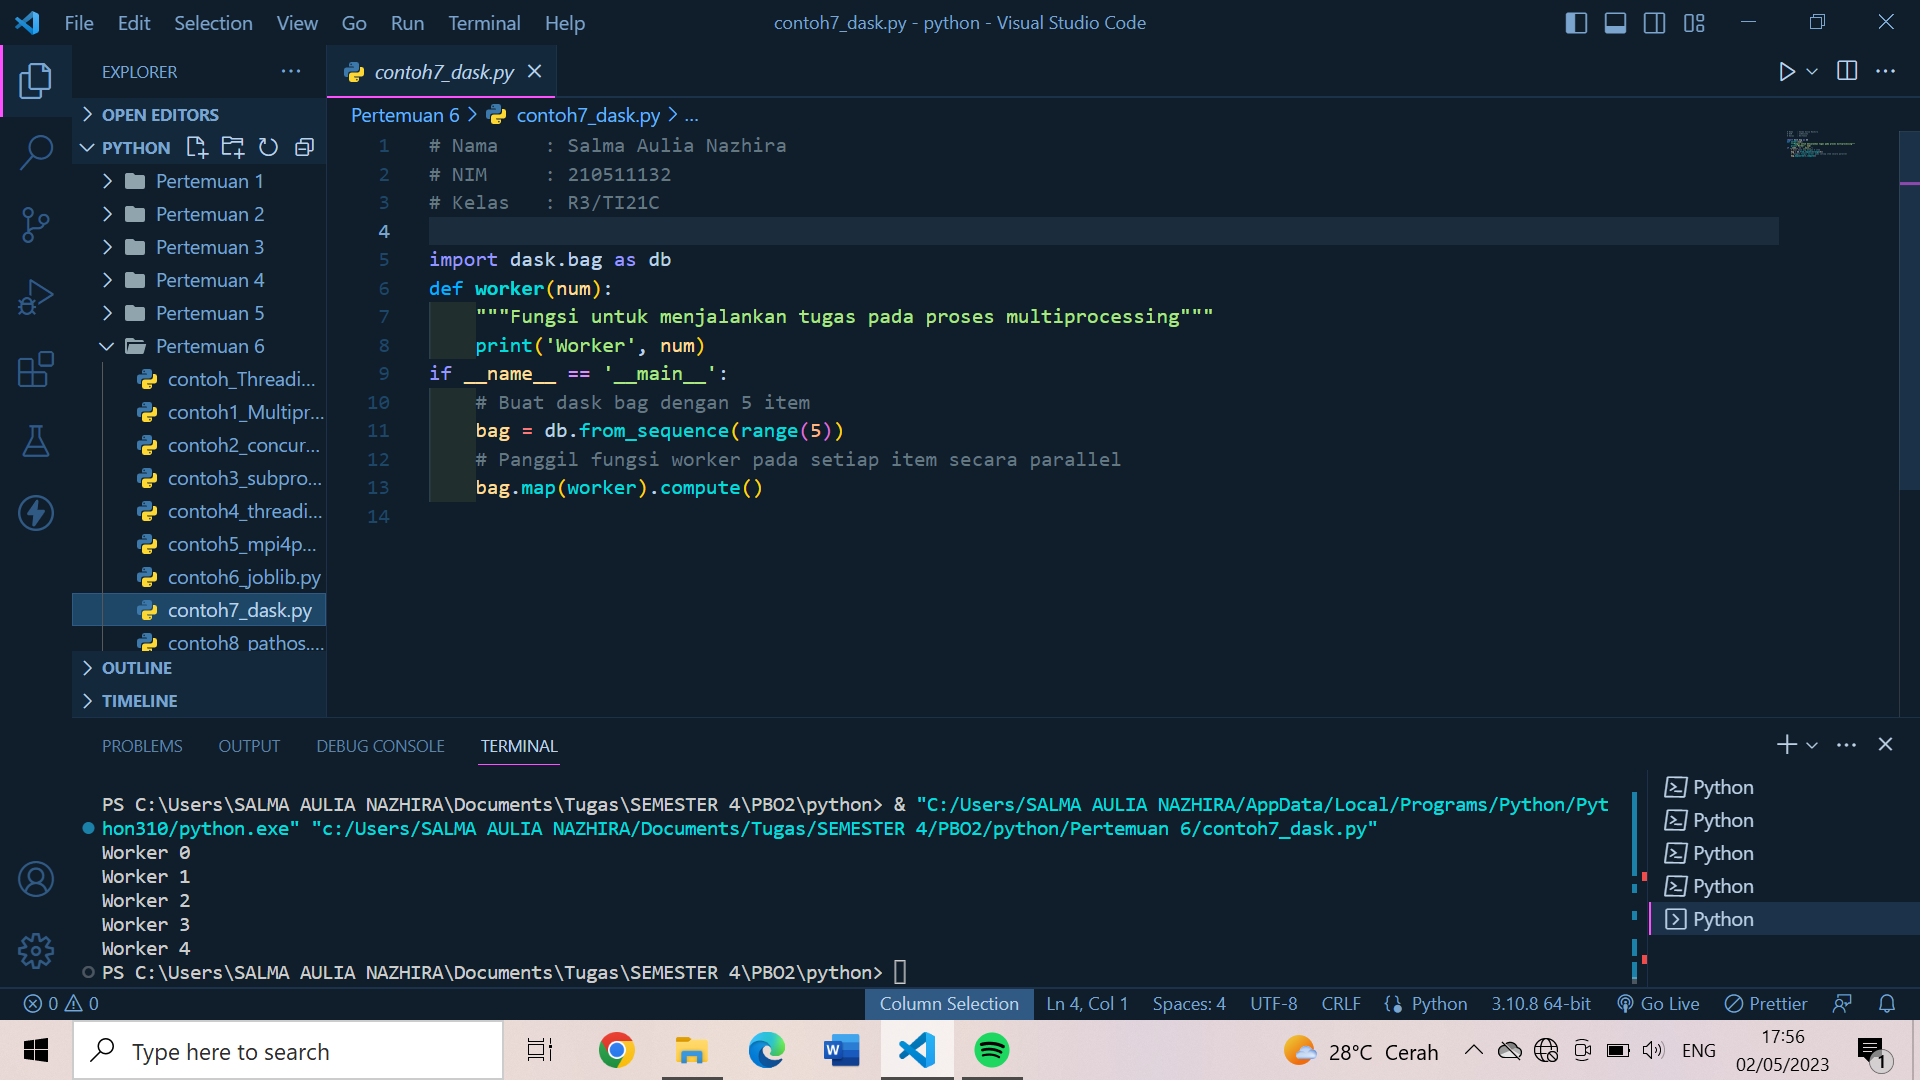 File Edit Selection View Go Run Terminal Help
contoh7_dask.py - python - Visual Studio Code
EXPLORER
OPEN EDITORS
PYTHON
Pertemuan 1
Pertemuan 2
Pertemuan 3
Pertemuan 4
Pertemuan 5
Pertemuan 6
contoh_Threadi...
contoh1_Multipr...
contoh2_concur...
contoh3_subpro...
contoh4_threadi...
contoh5_mpi4p...
contoh6_joblib.py
contoh7_dask.py
contoh8_pathos....
OUTLINE
TIMELINE
contoh7_dask.py
Pertemuan 6 > contoh7_dask.py > ...
1 # Nama    : Salma Aulia Nazhira
2 # NIM     : 210511132
3 # Kelas   : R3/TI21C
4
5 import dask.bag as db
6 def worker(num):
7     """Fungsi untuk menjalankan tugas pada proses multiprocessing"""
8     print('Worker', num)
9 if __name__ == '__main__':
10     # Buat dask bag dengan 5 item
11     bag = db.from_sequence(range(5))
12     # Panggil fungsi worker pada setiap item secara parallel
13     bag.map(worker).compute()
14
PROBLEMS OUTPUT DEBUG CONSOLE TERMINAL
PS C:\Users\SALMA AULIA NAZHIRA\Documents\Tugas\SEMESTER 4\PBO2\python> & "C:/Users/SALMA AULIA NAZHIRA/AppData/Local/Programs/Python/Pyt
hon310/python.exe" "c:/Users/SALMA AULIA NAZHIRA/Documents/Tugas/SEMESTER 4/PBO2/python/Pertemuan 6/contoh7_dask.py"
Worker 0
Worker 1
Worker 2
Worker 3
Worker 4
PS C:\Users\SALMA AULIA NAZHIRA\Documents\Tugas\SEMESTER 4\PBO2\python>
Python
Python
Python
Python
Python
0 0 Column Selection Ln 4, Col 1 Spaces: 4 UTF-8 CRLF Python 3.10.8 64-bit Go Live Prettier
Type here to search
28°C Cerah
ENG
17:56
02/05/2023
1